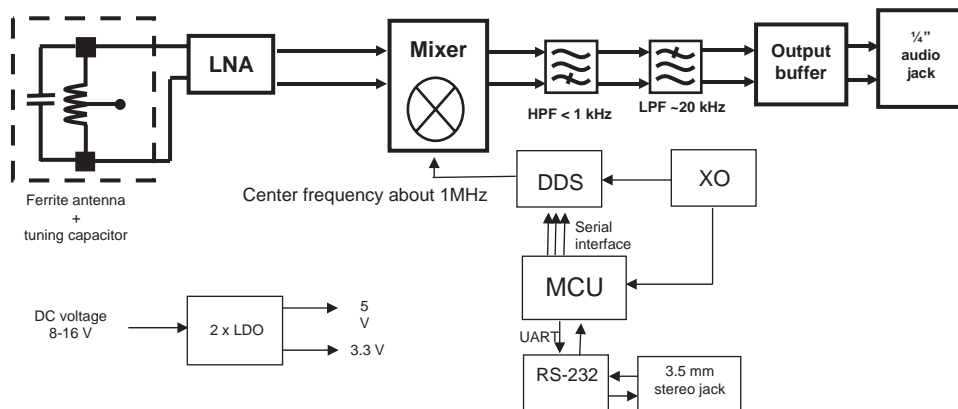 LNA
Mixer
HPF < 1 kHz
LPF ~20 kHz
Output
buffer
¼”
audio
jack
Ferrite antenna
+
tuning capacitor
Center frequency about 1MHz
DDS
XO
Serial
interface
MCU
UART
RS-232
3.5 mm
stereo jack
DC voltage
8-16 V
2 x LDO
5
V
3.3 V